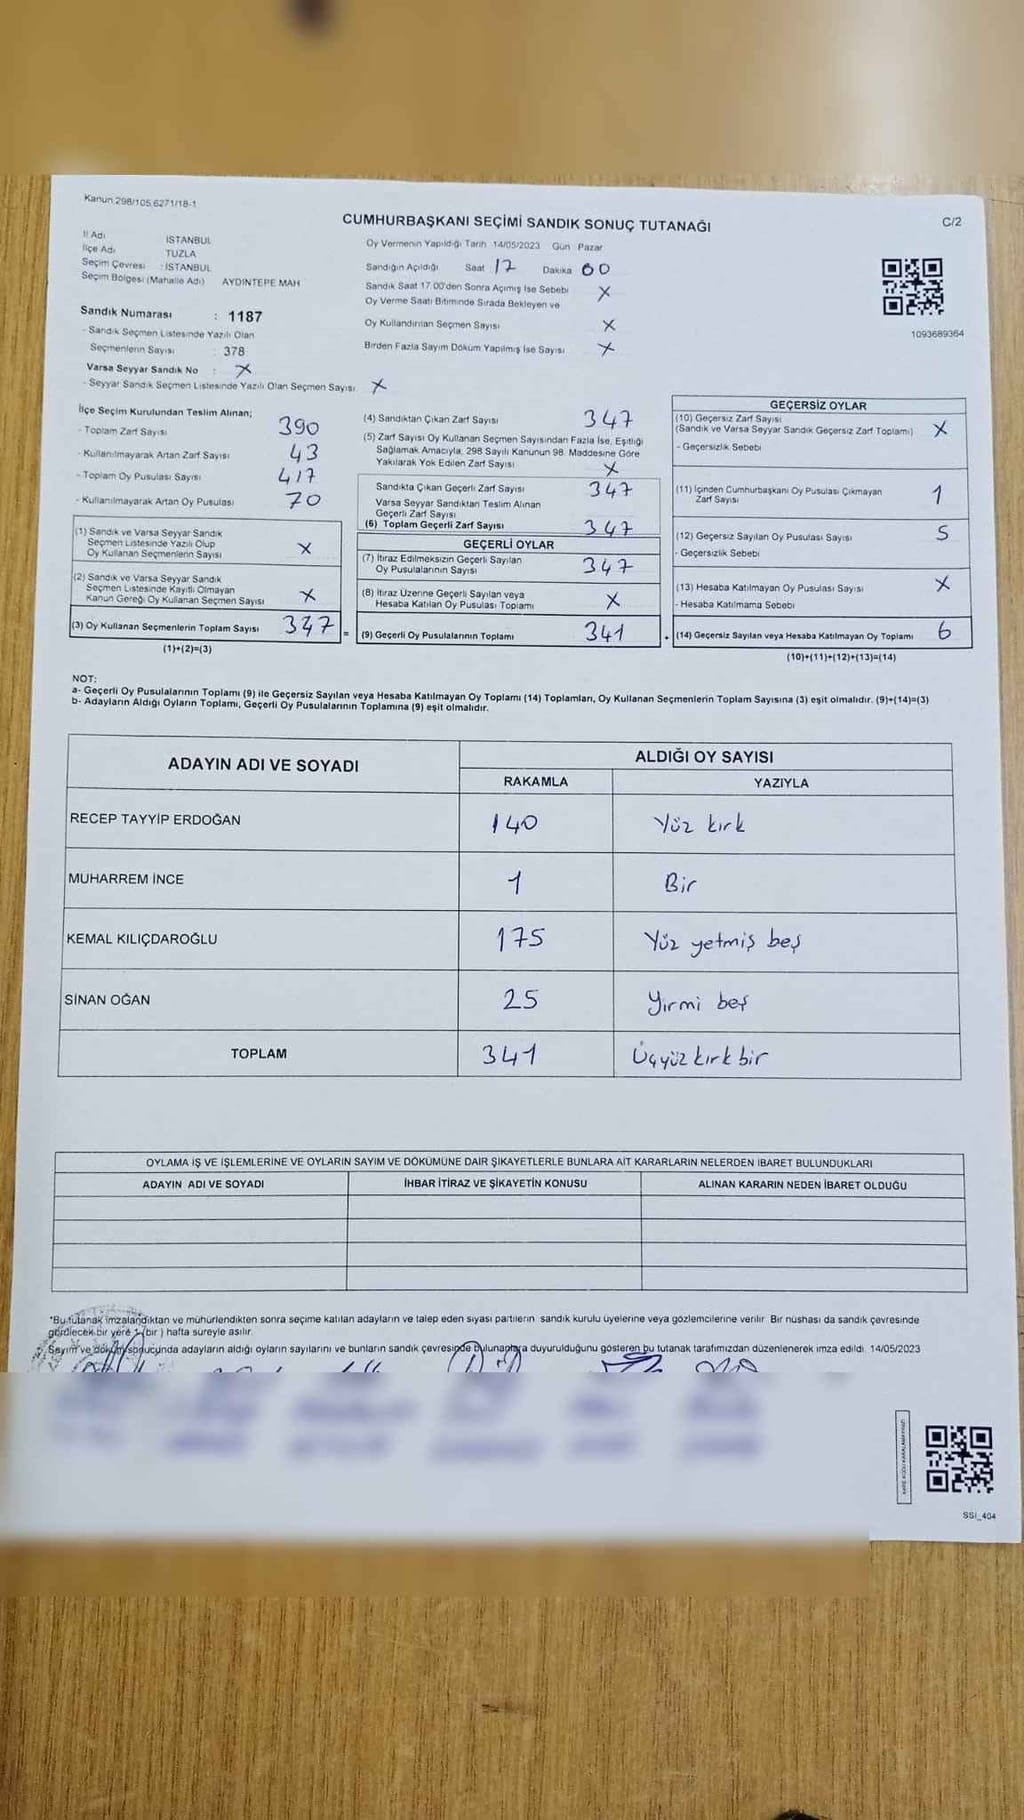 Kanun 298/105,6271/18-1
CUMHURBAŞKANI SEÇİMİ SANDIK SONUÇ TUTANAĞI
C/2
İl Adı İSTANBUL
İlçe Adı TUZLA
Seçim Çevresi : İSTANBUL
Seçim Bölgesi (Mahalle Adı) AYDINTEPE MAH
Sandık Numarası : 1187
- Sandık Seçmen Listesinde Yazılı Olan
Seçmenlerin Sayısı : 378
Varsa Seyyar Sandık No : X
- Seyyar Sandık Seçmen Listesinde Yazılı Olan Seçmen Sayısı X
Oy Vermenin Yapıldığı Tarih 14/05/2023 Gün Pazar
Sandığın Açıldığı Saat 17 Dakika 00
Sandık Saat 17.00'den Sonra Açımış İse Sebebi X
Oy Verme Saati Bitiminde Sırada Bekleyen ve
Oy Kullandırılan Seçmen Sayısı X
Birden Fazla Sayım Döküm Yapılmış İse Sayısı X
1093689364
İlçe Seçim Kurulundan Teslim Alınan;
- Toplam Zarf Sayısı 390
- Kullanılmayarak Artan Zarf Sayısı 43
- Toplam Oy Pusulası Sayısı 417
- Kullanılmayarak Artan Oy Pusulası 70
(1) Sandık ve Varsa Seyyar Sandık
Seçmen Listesinde Yazılı Olup
Oy Kullanan Seçmenlerin Sayısı X
(2) Sandık ve Varsa Seyyar Sandık
Seçmen Listesinde Kayıtlı Olmayan
Kanun Gereği Oy Kullanan Seçmen Sayısı X
(3) Oy Kullanan Seçmenlerin Toplam Sayısı 347 =
(1)+(2)=(3)
(4) Sandıktan Çıkan Zarf Sayısı 347
(5) Zarf Sayısı Oy Kullanan Seçmen Sayısından Fazla İse, Eşitliği
Sağlamak Amacıyla, 298 Sayılı Kanunun 98. Maddesine Göre
Yakılarak Yok Edilen Zarf Sayısı X
Sandıkta Çıkan Geçerli Zarf Sayısı 347
Varsa Seyyar Sandıktan Teslim Alınan
Geçerli Zarf Sayısı
(6) Toplam Geçerli Zarf Sayısı 347
GEÇERLİ OYLAR
(7) İtiraz Edilmeksizin Geçerli Sayılan
Oy Pusulalarının Sayısı 347
(8) İtiraz Üzerine Geçerli Sayılan veya
Hesaba Katılan Oy Pusulası Toplamı X
(9) Geçerli Oy Pusulalarının Toplamı 341
GEÇERSİZ OYLAR
(10) Geçersiz Zarf Sayısı
(Sandık ve Varsa Seyyar Sandık Geçersiz Zarf Toplamı) X
- Geçersizlik Sebebi
(11) İçinden Cumhurbaşkanı Oy Pusulası Çıkmayan
Zarf Sayısı 1
(12) Geçersiz Sayılan Oy Pusulası Sayısı 5
- Geçersizlik Sebebi
(13) Hesaba Katılmayan Oy Pusulası Sayısı X
- Hesaba Katılmama Sebebi
(14) Geçersiz Sayılan veya Hesaba Katılmayan Oy Toplamı 6
(10)+(11)+(12)+(13)=(14)
NOT:
a- Geçerli Oy Pusulalarının Toplamı (9) ile Geçersiz Sayılan veya Hesaba Katılmayan Oy Toplamı (14) Toplamları, Oy Kullanan Seçmenlerin Toplam Sayısına (3) eşit olmalıdır. (9)+(14)=(3)
b- Adayların Aldığı Oyların Toplamı, Geçerli Oy Pusulalarının Toplamına (9) eşit olmalıdır.
ADAYIN ADI VE SOYADI
ALDIĞI OY SAYISI
RAKAMLA YAZIYLA
RECEP TAYYİP ERDOĞAN 140 Yüz kırk
MUHARREM İNCE 1 Bir
KEMAL KILIÇDAROĞLU 175 Yüz yetmiş beş
SİNAN OĞAN 25 Yirmi beş
TOPLAM 341 Üçyüz kırk bir
OYLAMA İŞ VE İŞLEMLERİNE VE OYLARIN SAYIM VE DÖKÜMÜNE DAİR ŞİKAYETLERLE BUNLARA AİT KARARLARIN NELERDEN İBARET BULUNDUKLARI
ADAYIN ADI VE SOYADI İHBAR İTİRAZ VE ŞİKAYETİN KONUSU ALINAN KARARIN NEDEN İBARET OLDUĞU
*Bu tutanak imzalandıktan ve mühürlendikten sonra seçime katılan adayların ve talep eden siyasi partilerin sandık kurulu üyelerine veya gözlemcilerine verilir. Bir nüshası da sandık çevresinde
görülecek bir yere 1 (bir ) hafta süreyle asılır.
Sayım ve döküm sonucunda adayların aldığı oyların sayılarını ve bunların sandık çevresinde bulunanlara duyurulduğunu gösteren bu tutanak tarafımızdan düzenlenerek imza edildi. 14/05/2023
SSI_404